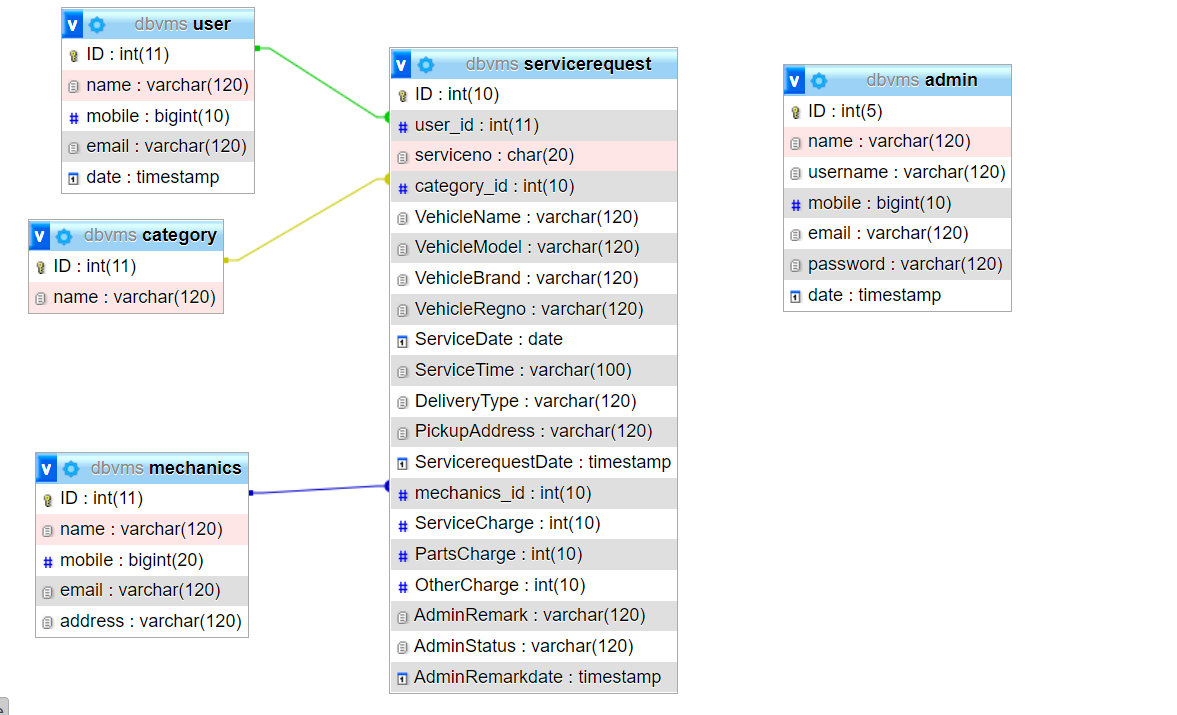 v dbvms user
ID : int(11)
name : varchar(120)
# mobile : bigint(10)
email : varchar(120)
date : timestamp
v dbvms category
ID : int(11)
name : varchar(120)
v dbvms mechanics
ID : int(11)
name : varchar(120)
# mobile : bigint(20)
email : varchar(120)
address : varchar(120)
v dbvms servicerequest
ID : int(10)
# user_id : int(11)
serviceno : char(20)
# category_id : int(10)
VehicleName : varchar(120)
VehicleModel : varchar(120)
VehicleBrand : varchar(120)
VehicleRegno : varchar(120)
ServiceDate : date
ServiceTime : varchar(100)
DeliveryType : varchar(120)
PickupAddress : varchar(120)
ServicerequestDate : timestamp
# mechanics_id : int(10)
# ServiceCharge : int(10)
# PartsCharge : int(10)
# OtherCharge : int(10)
AdminRemark : varchar(120)
AdminStatus : varchar(120)
AdminRemarkdate : timestamp
v dbvms admin
ID : int(5)
name : varchar(120)
username : varchar(120)
# mobile : bigint(10)
email : varchar(120)
password : varchar(120)
date : timestamp